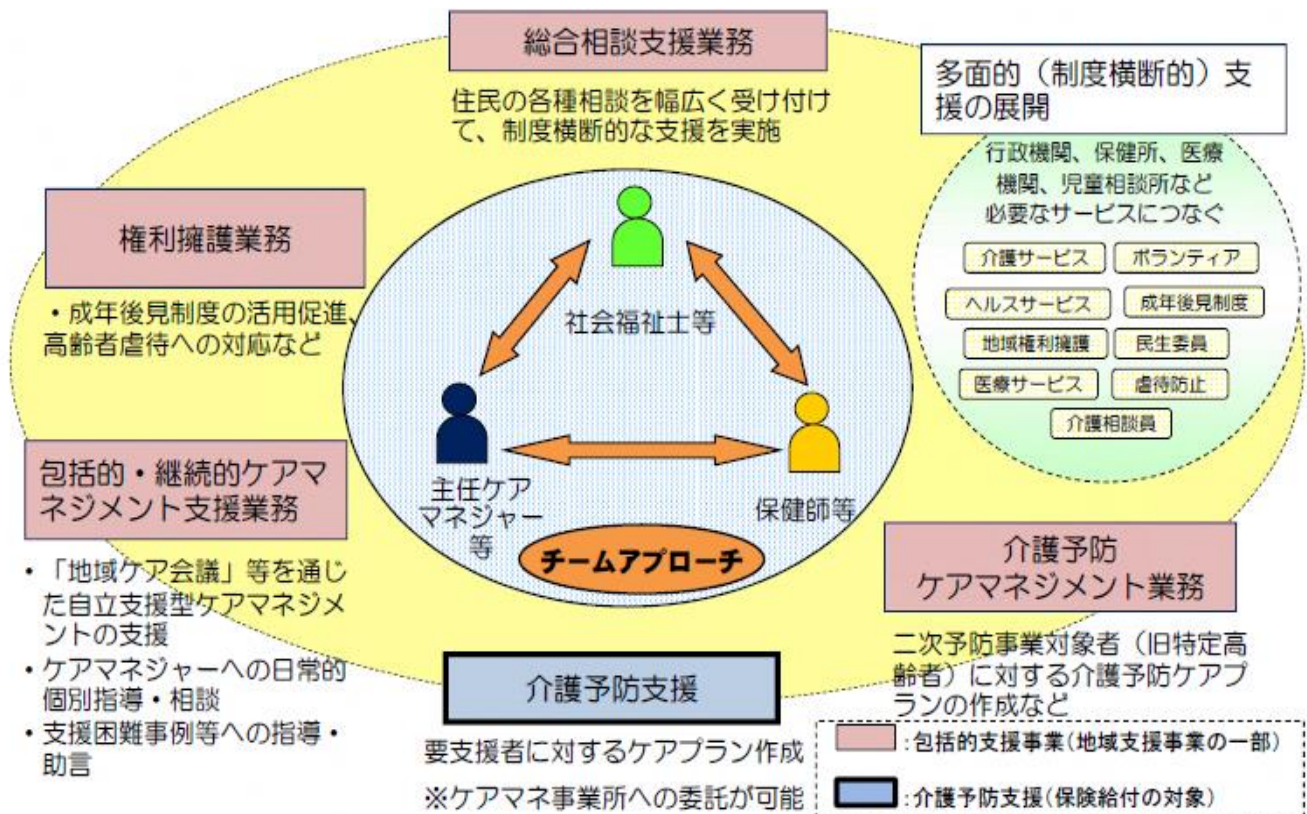 総合相談支援業務
住民の各種相談を幅広く受け付け
て、制度横断的な支援を実施
多面的（制度横断的）支
援の展開
行政機関、保健所、医療
機関、児童相談所など
必要なサービスにつなぐ
介護サービス
ボランティア
ヘルスサービス
成年後見制度
地域権利擁護
民生委員
医療サービス
虐待防止
介護相談員
権利擁護業務
・成年後見制度の活用促進、
高齢者虐待への対応など
社会福祉士等
主任ケア
マネジャー
等
保健師等
チームアプローチ
包括的・継続的ケアマ
ネジメント支援業務
・「地域ケア会議」等を通じ
た自立支援型ケアマネジメ
ントの支援
・ケアマネジャーへの日常的
個別指導・相談
・支援困難事例等への指導・
助言
介護予防
ケアマネジメント業務
二次予防事業対象者（旧特定高
齢者）に対する介護予防ケアプ
ランの作成など
介護予防支援
要支援者に対するケアプラン作成
※ケアマネ事業所への委託が可能
:包括的支援事業(地域支援事業の一部)
:介護予防支援(保険給付の対象)